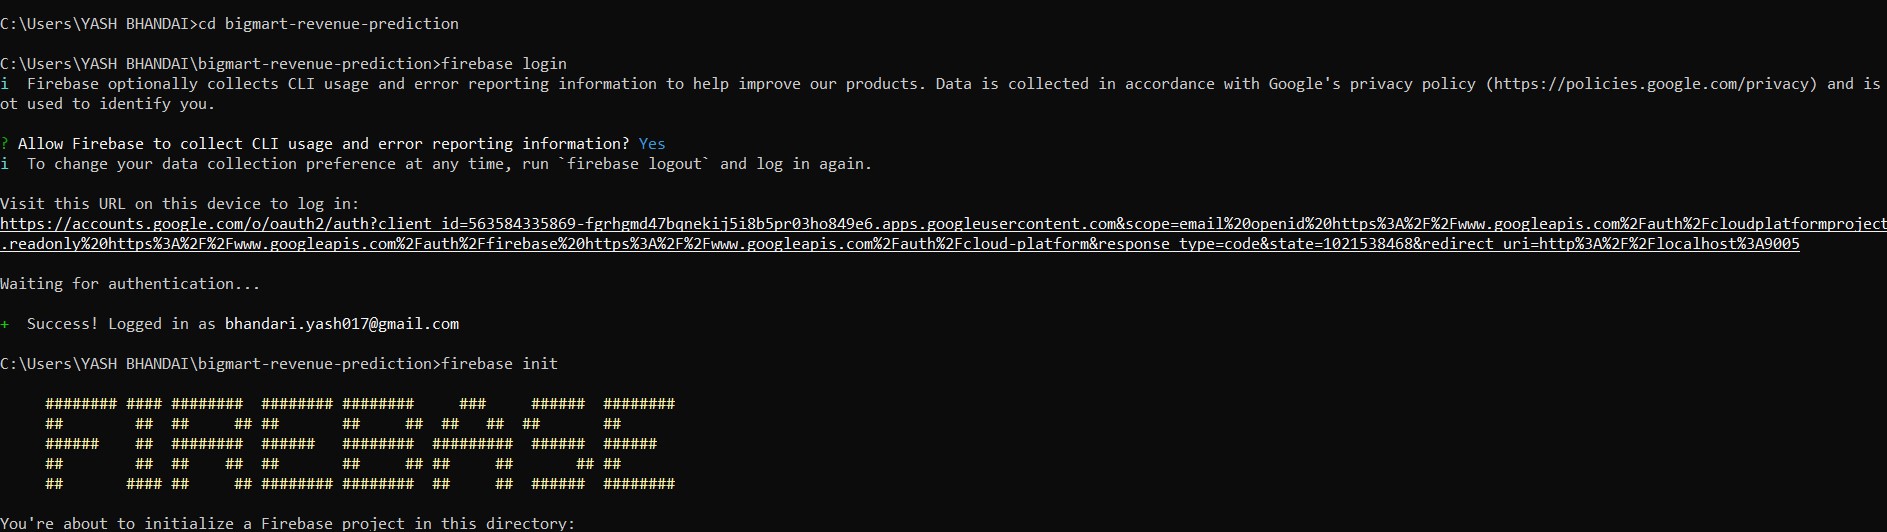 C:\Users\YASH BHANDAI>cd bigmart-revenue-prediction
C:\Users\YASH BHANDAI\bigmart-revenue-prediction>firebase login
i  Firebase optionally collects CLI usage and error reporting information to help improve our products. Data is collected in accordance with Google's privacy policy (https://policies.google.com/privacy) and is
ot used to identify you.
? Allow Firebase to collect CLI usage and error reporting information? Yes
i  To change your data collection preference at any time, run `firebase logout` and log in again.
Visit this URL on this device to log in:
https://accounts.google.com/o/oauth2/auth?client_id=563584335869-fgrhgmd47bqnekij5i8b5pr03ho849e6.apps.googleusercontent.com&scope=email%20openid%20https%3A%2F%2Fwww.googleapis.com%2Fauth%2Fcloudplatformproject
.readonly%20https%3A%2F%2Fwww.googleapis.com%2Fauth%2Ffirebase%20https%3A%2F%2Fwww.googleapis.com%2Fauth%2Fcloud-platform&response_type=code&state=1021538468&redirect_uri=http%3A%2F%2Flocalhost%3A9005
Waiting for authentication...
+  Success! Logged in as bhandari.yash017@gmail.com
C:\Users\YASH BHANDAI\bigmart-revenue-prediction>firebase init
     ######## #### ########  ######## ########     ###     ######  ########
     ##        ##  ##     ## ##       ##     ##  ##   ##  ##       ##
     ######    ##  ########  ######   ########  #########  ######  ######
     ##        ##  ##    ##  ##       ##     ## ##     ##       ## ##
     ##       #### ##     ## ######## ########  ##     ##  ######  ########
You're about to initialize a Firebase project in this directory: